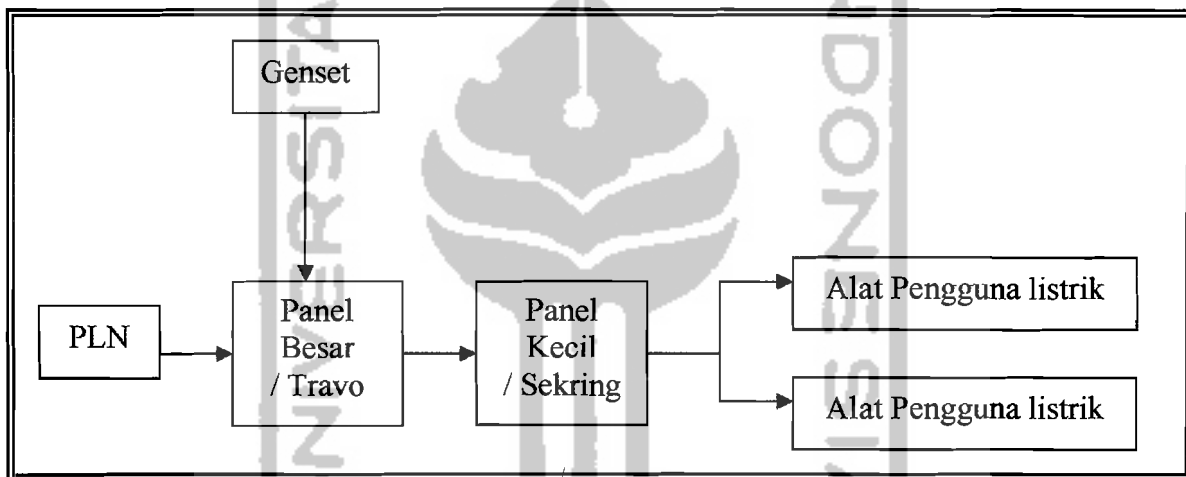 Genset
PLN
Panel
Besar
/ Travo
Panel
Kecil
/ Sekring
Alat Pengguna listrik
Alat Pengguna listrik